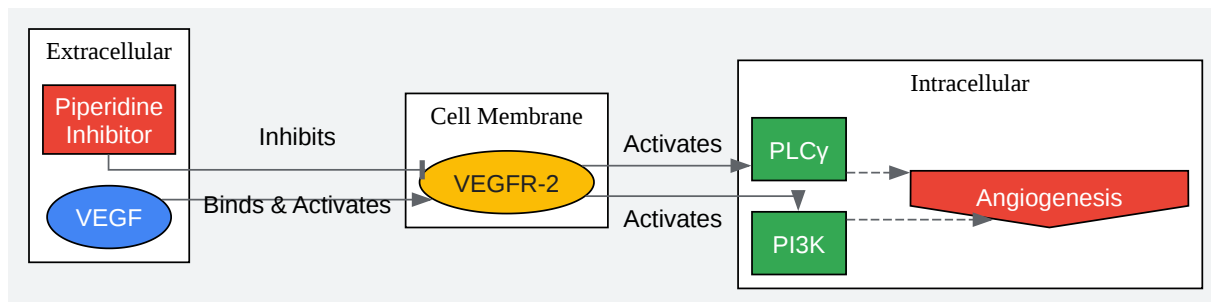 Extracellular
Piperidine
Inhibitor
VEGF
Inhibits
Binds & Activates
Cell Membrane
VEGFR-2
Activates
Activates
Intracellular
PLCγ
PI3K
Angiogenesis